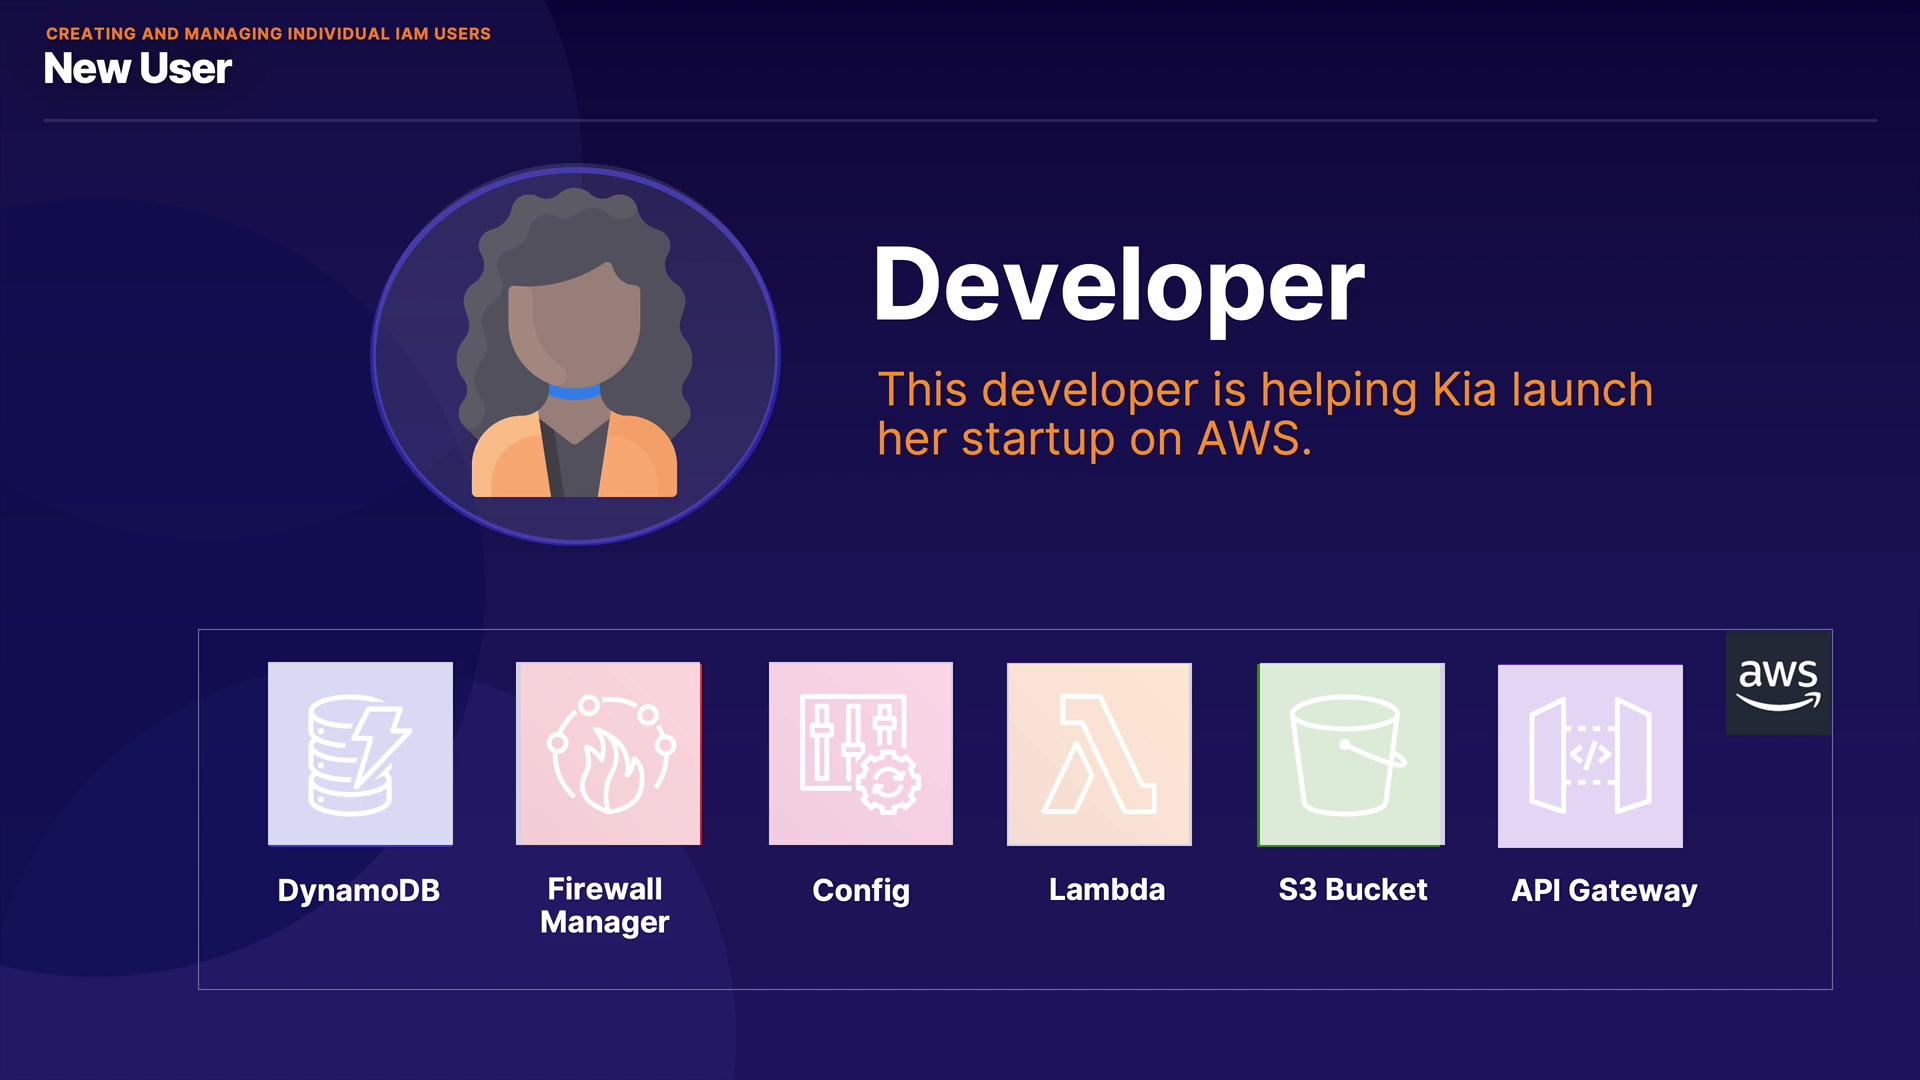 CREATING AND MANAGING INDIVIDUAL IAM USERS
New User
Developer
This developer is helping Kia launch
her startup on AWS.
aws
DynamoDB
Firewall
Manager
Config
Lambda
S3 Bucket
API Gateway